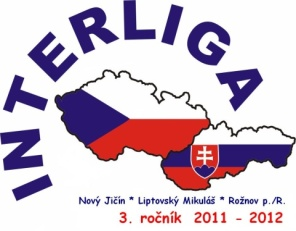 INTERLIGA
Nový Jičín * Liptovský Mikuláš * Rožnov p./R.
3. ročník 2011 - 2012